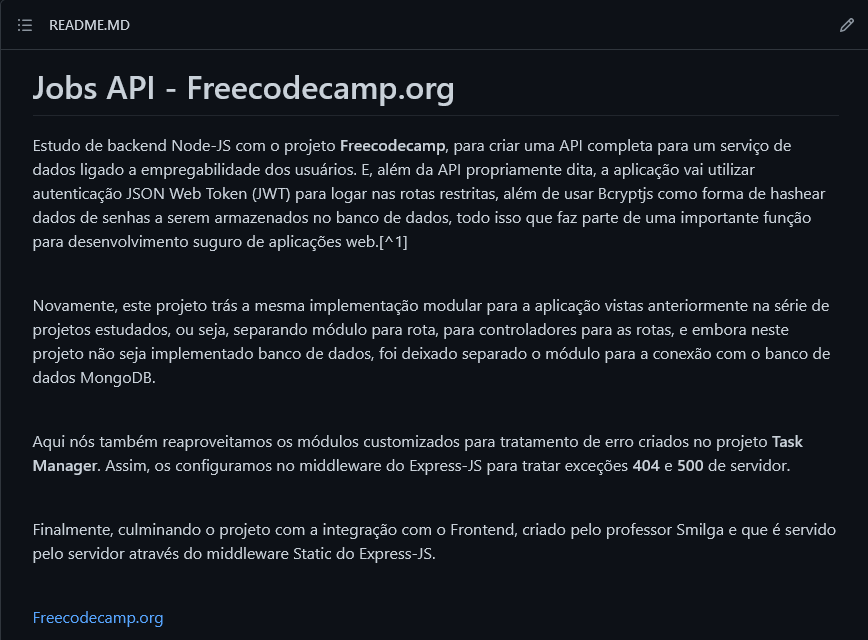 README.MD
Jobs API - Freecodecamp.org
Estudo de backend Node-JS com o projeto Freecodecamp, para criar uma API completa para um serviço de
dados ligado a empregabilidade dos usuários. E, além da API propriamente dita, a aplicação vai utilizar
autenticação JSON Web Token (JWT) para logar nas rotas restritas, além de usar Bcryptjs como forma de hashear
dados de senhas a serem armazenados no banco de dados, todo isso que faz parte de uma importante função
para desenvolvimento suguro de aplicações web.[^1]
Novamente, este projeto trás a mesma implementação modular para a aplicação vistas anteriormente na série de
projetos estudados, ou seja, separando módulo para rota, para controladores para as rotas, e embora neste
projeto não seja implementado banco de dados, foi deixado separado o módulo para a conexão com o banco de
dados MongoDB.
Aqui nós também reaproveitamos os módulos customizados para tratamento de erro criados no projeto Task
Manager. Assim, os configuramos no middleware do Express-JS para tratar exceções 404 e 500 de servidor.
Finalmente, culminando o projeto com a integração com o Frontend, criado pelo professor Smilga e que é servido
pelo servidor através do middleware Static do Express-JS.
Freecodecamp.org